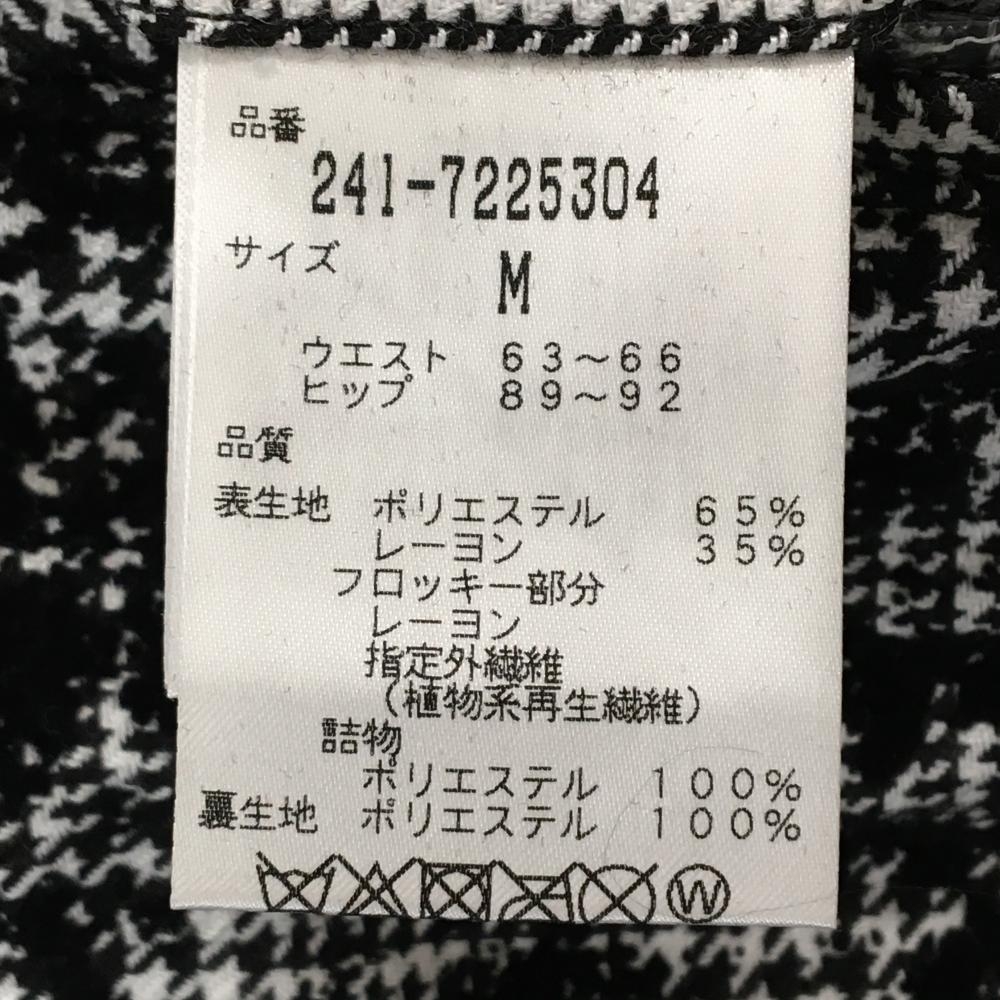 品番
241-7225304
サイズ
M
ウエスト 63〜66
ヒップ 89〜92
品質
表生地 ポリエステル 65%
レーヨン 35%
フロッキー部分
レーヨン
指定外繊維
(植物系再生繊維)
詰物
ポリエステル 100%
裏生地 ポリエステル 100%
W